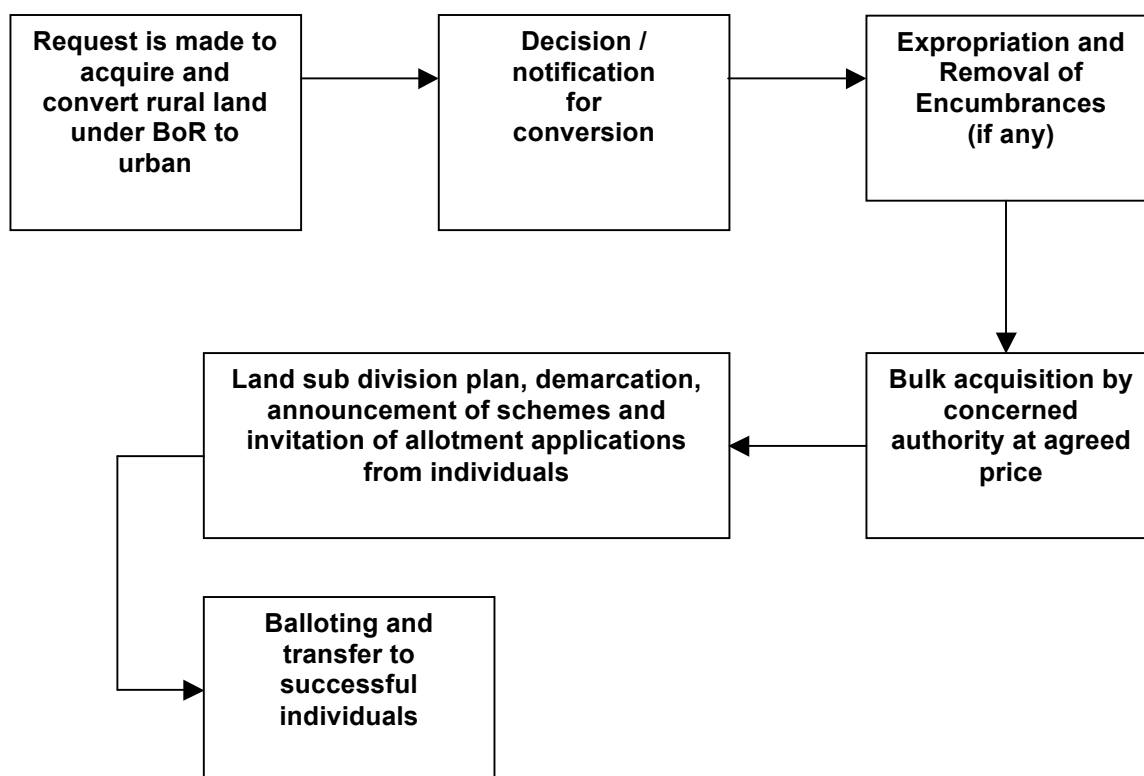 Request is made to
acquire and
convert rural land
under BoR to
urban
Decision /
notification
for
conversion
Expropriation and
Removal of
Encumbrances
(if any)
Bulk acquisition by
concerned
authority at agreed
price
Land sub division plan, demarcation,
announcement of schemes and
invitation of allotment applications
from individuals
Balloting and
transfer to
successful
individuals